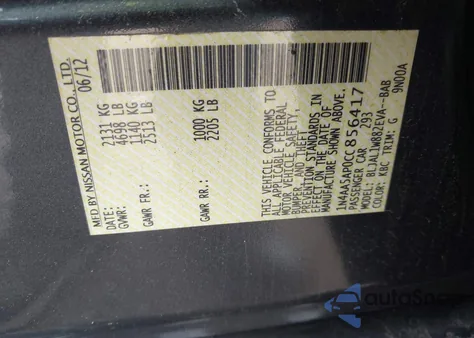 MFD. BY NISSAN MOTOR CO., LTD.
DATE: 06/12
GVWR: 2131 KG
4698 LB
GAWR FR.: 1140 KG
2513 LB
GAWR RR.: 1000 KG
2205 LB
THIS VEHICLE CONFORMS TO
ALL APPLICABLE FEDERAL
MOTOR VEHICLE SAFETY,
BUMPER, AND THEFT
PREVENTION STANDARDS IN
EFFECT ON THE DATE OF
MANUFACTURE SHOWN ABOVE.
1N4AA5AP0CC856417
PASSENGER CAR Z93
MODEL: BLJALWR82EVA--BAB
COLOR: KBC TRIM: G 9N00A